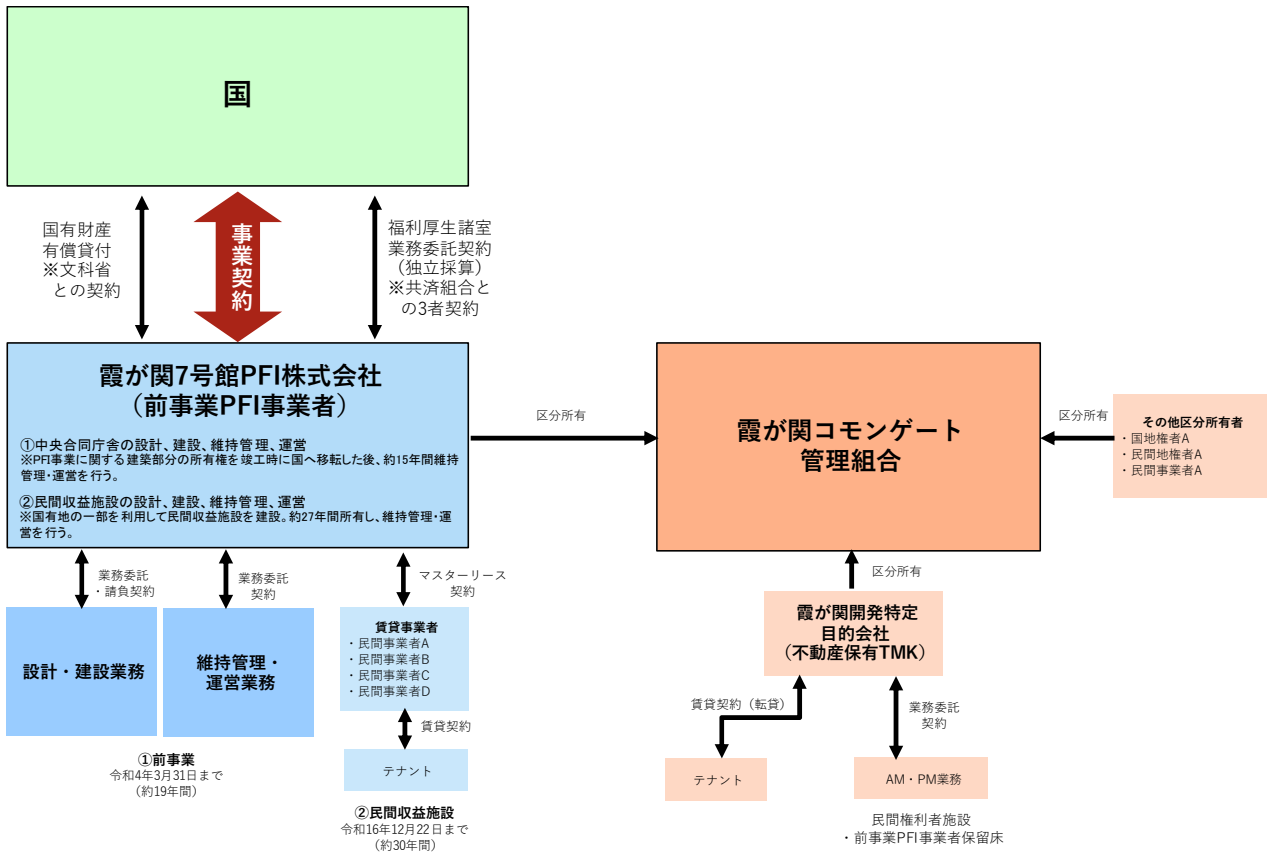 国
国有財産
有償貸付
※文科省
との契約
事業契約
福利厚生諸室
業務委託契約
（独立採算）
※共済組合と
の3者契約
霞が関7号館PFI株式会社
（前事業PFI事業者）
①中央合同庁舎の設計、建設、維持管理、運営
※PFI事業に関する建築部分の所有権を竣工時に国へ移転した後、約15年間維持
管理・運営を行う。
②民間収益施設の設計、建設、維持管理、運営
※国有地の一部を利用して民間収益施設を建設。約27年間所有し、維持管理・運
営を行う。
区分所有
霞が関コモンゲート
管理組合
区分所有
その他区分所有者
・国地権者A
・民間地権者A
・民間事業者A
業務委託
・請負契約
業務委託
契約
マスターリース
契約
区分所有
設計・建設業務
維持管理・
運営業務
賃貸事業者
・民間事業者A
・民間事業者B
・民間事業者C
・民間事業者D
霞が関開発特定
目的会社
（不動産保有TMK）
賃貸契約
賃貸契約（転貸）
業務委託
契約
テナント
テナント
AM・PM業務
①前事業
令和4年3月31日まで
（約19年間）
②民間収益施設
令和16年12月22日まで
（約30年間）
民間権利者施設
・前事業PFI事業者保留床